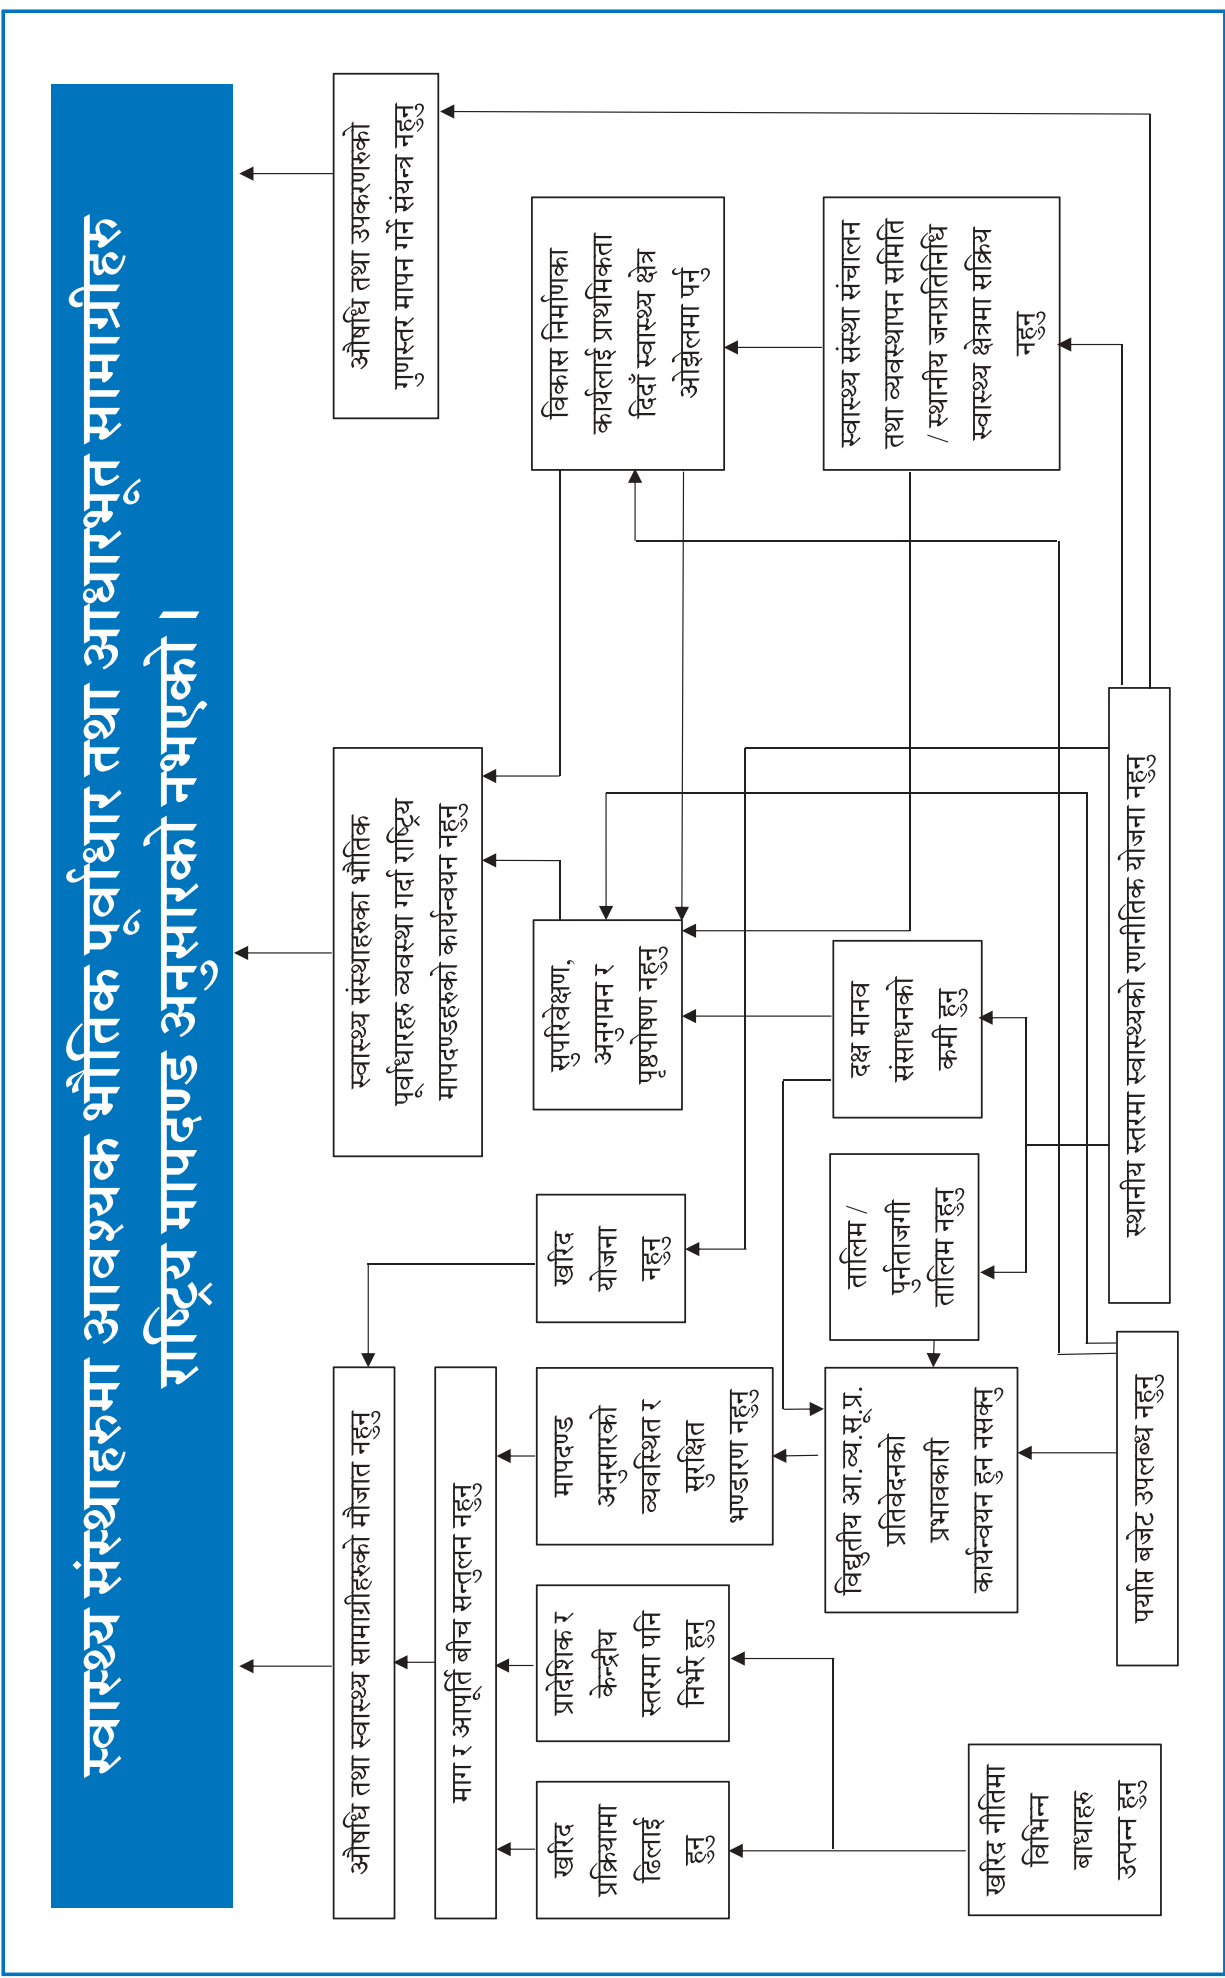 स्वास्थ्य संस्थाहरुमा आवश्यक भौतिक पूर्वाधार तथा आधारभूत सामाग्रीहरु
राष्ट्रिय मापदण्ड अनुसारको नभएको ।
औषधि तथा स्वास्थ्य सामाग्रीहरुको मौजात नहुनु
स्वास्थ्य संस्थाहरुका भौतिक
पूर्वाधारहरु व्यवस्था गर्दा राष्ट्रिय
मापदण्डहरुको कार्यन्वयन नहुनु
औषधि तथा उपकरणरुको
गुणस्तर मापन गर्ने संयन्त्र नहुनु
माग र आपूर्ति बीच सन्तुलन नहुनु
खरिद
प्रक्रियामा
ढिलाई
हुनु
प्रादेशिक र
केन्द्रीय
स्तरमा पनि
निर्भर हुनु
मापदण्ड
अनुसारको
व्यवस्थित र
सुरक्षित
भण्डारण नहुनु
खरिद
योजना
नहुनु
सुपरिवेक्षण,
अनुगमन र
पृष्ठपोषण नहुनु
विकास निर्माणका
कार्यलाई प्राथमिकता
दिदाँ स्वास्थ्य क्षेत्र
ओझेलमा पर्नु
विद्युतीय आ.व्य.सू.प्र.
प्रतिवेदनको
प्रभावकारी
कार्यन्वयन हुन नसक्नु
तालिम /
पुर्नताजगी
तालिम नहुनु
दक्ष मानव
संसाधनको
कमी हुनु
स्वास्थ्य संस्था संचालन
तथा व्यवस्थापन समिति
/ स्थानीय जनप्रतिनिधि
स्वास्थ्य क्षेत्रमा सक्रिय
नहुनु
खरिद नीतिमा
विभिन्न
बाधाहरु
उत्पन्न हुनु
पर्याप्त बजेट उपलब्ध नहुनु
स्थानीय स्तरमा स्वास्थ्यको रणनीतिक योजना नहुनु